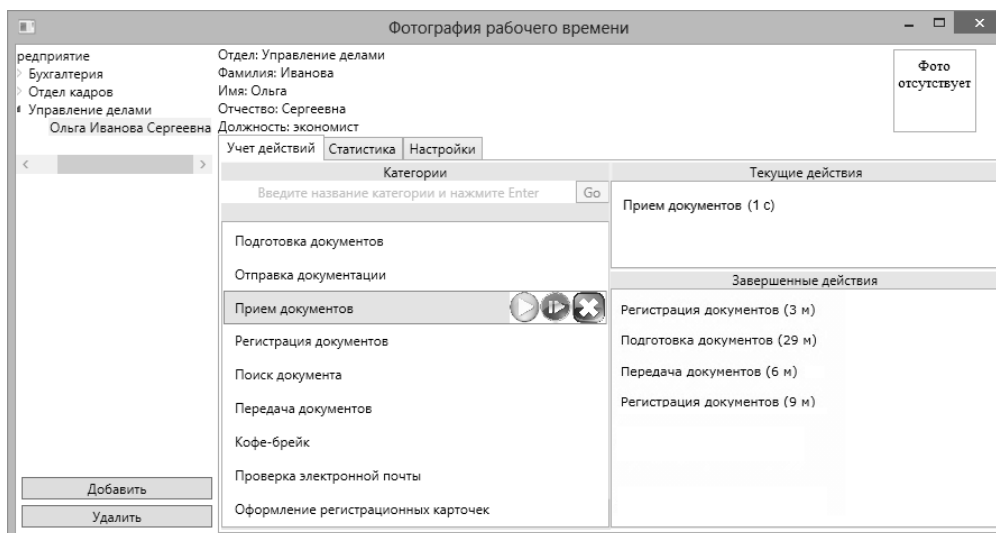 Фотография рабочего времени
редприятие
Бухгалтерия
Отдел кадров
Управление делами
Ольга Иванова Сергеевна
Добавить
Удалить
Отдел: Управление делами
Фамилия: Иванова
Имя: Ольга
Отчество: Сергеевна
Должность: экономист
Фото
отсутствует
Учет действий Статистика Настройки
Категории
Введите название категории и нажмите Enter Go
Подготовка документов
Отправка документации
Прием документов
Регистрация документов
Поиск документа
Передача документов
Кофе-брейк
Проверка электронной почты
Оформление регистрационных карточек
Текущие действия
Прием документов (1 с)
Завершенные действия
Регистрация документов (3 м)
Подготовка документов (29 м)
Передача документов (6 м)
Регистрация документов (9 м)